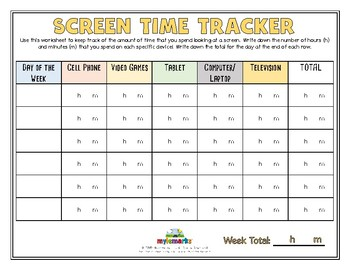 SCREEN TIME TRACKER
Use this worksheet to keep track of the amount of time that you spend looking at a screen. Write down the number of hours (h)
and minutes (m) that you spend on each specific device. Write down the total for the day at the end of each row.
DAY OF THE WEEK CELL PHONE VIDEO GAMES TABLET COMPUTER/ LAPTOP TELEVISION TOTAL
h m h m h m h m h m h m
h m h m h m h m h m h m
h m h m h m h m h m h m
h m h m h m h m h m h m
h m h m h m h m h m h m
h m h m h m h m h m h m
mylemarks
Week Total: __ h __ m